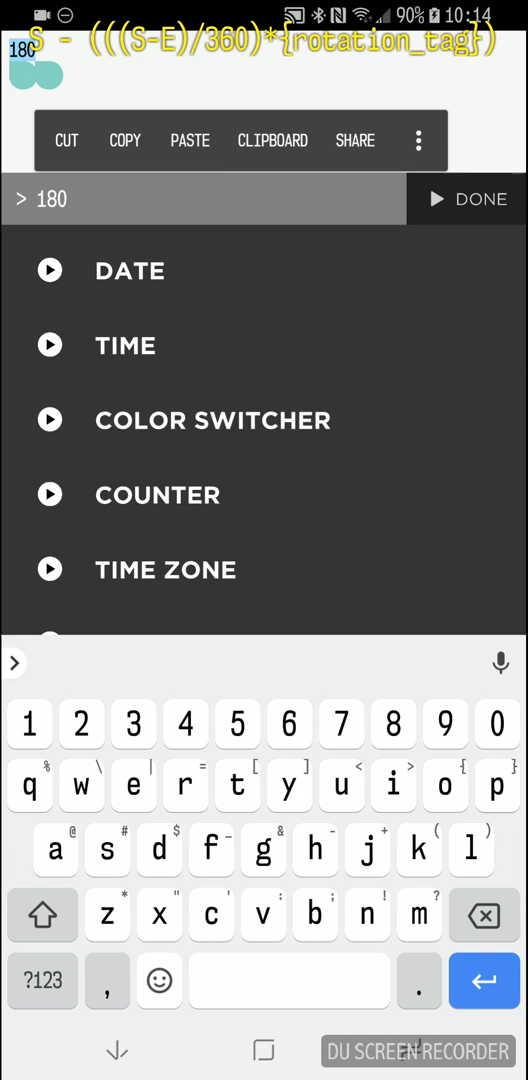 90% 10:14
S - (((S-E)/360)*{rotation_tag})
180
CUT COPY PASTE CLIPBOARD SHARE
> 180 DONE
DATE
TIME
COLOR SWITCHER
COUNTER
TIME ZONE
1 2 3 4 5 6 7 8 9 0
% \ | = [ ] < > { }
q w e r t y u i o p
@ # $ _ & - + ( )
a s d f g h j k l
* " ' : ; ! ?
z x c v b n m
?123 , .
DU SCREEN RECORDER